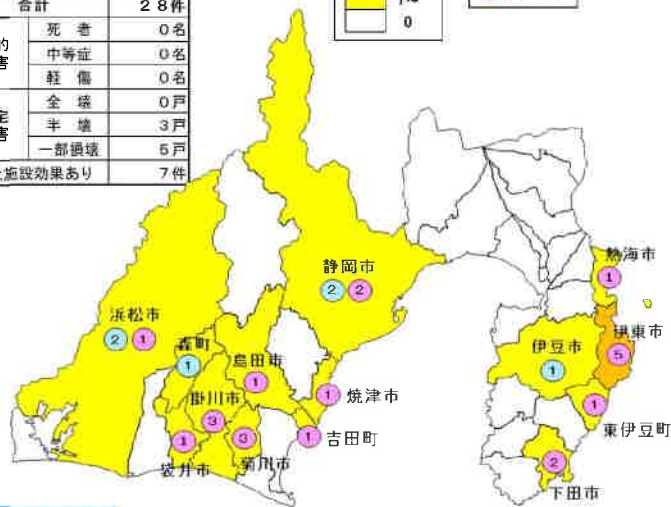 合計 28件
死者 0名
的 中等症 0名
害 軽傷 0名
全壊 0戸
宅 半壊 3戸
害 一部損壊 5戸
施設効果あり 7件
0
静岡市
2 2
浜松市
2 1
森町
1
島田市
1
掛川市
3
袋井市
1
菊川市
3
焼津市
1
吉田町
1
熱海市
1
伊東市
5
伊豆市
1
東伊豆町
1
下田市
2